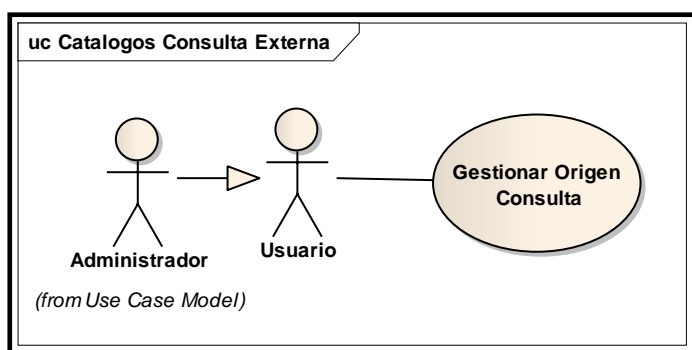 uc Catalogos Consulta Externa
Gestionar Origen
Consulta
Usuario
Administrador
(from Use Case Model)